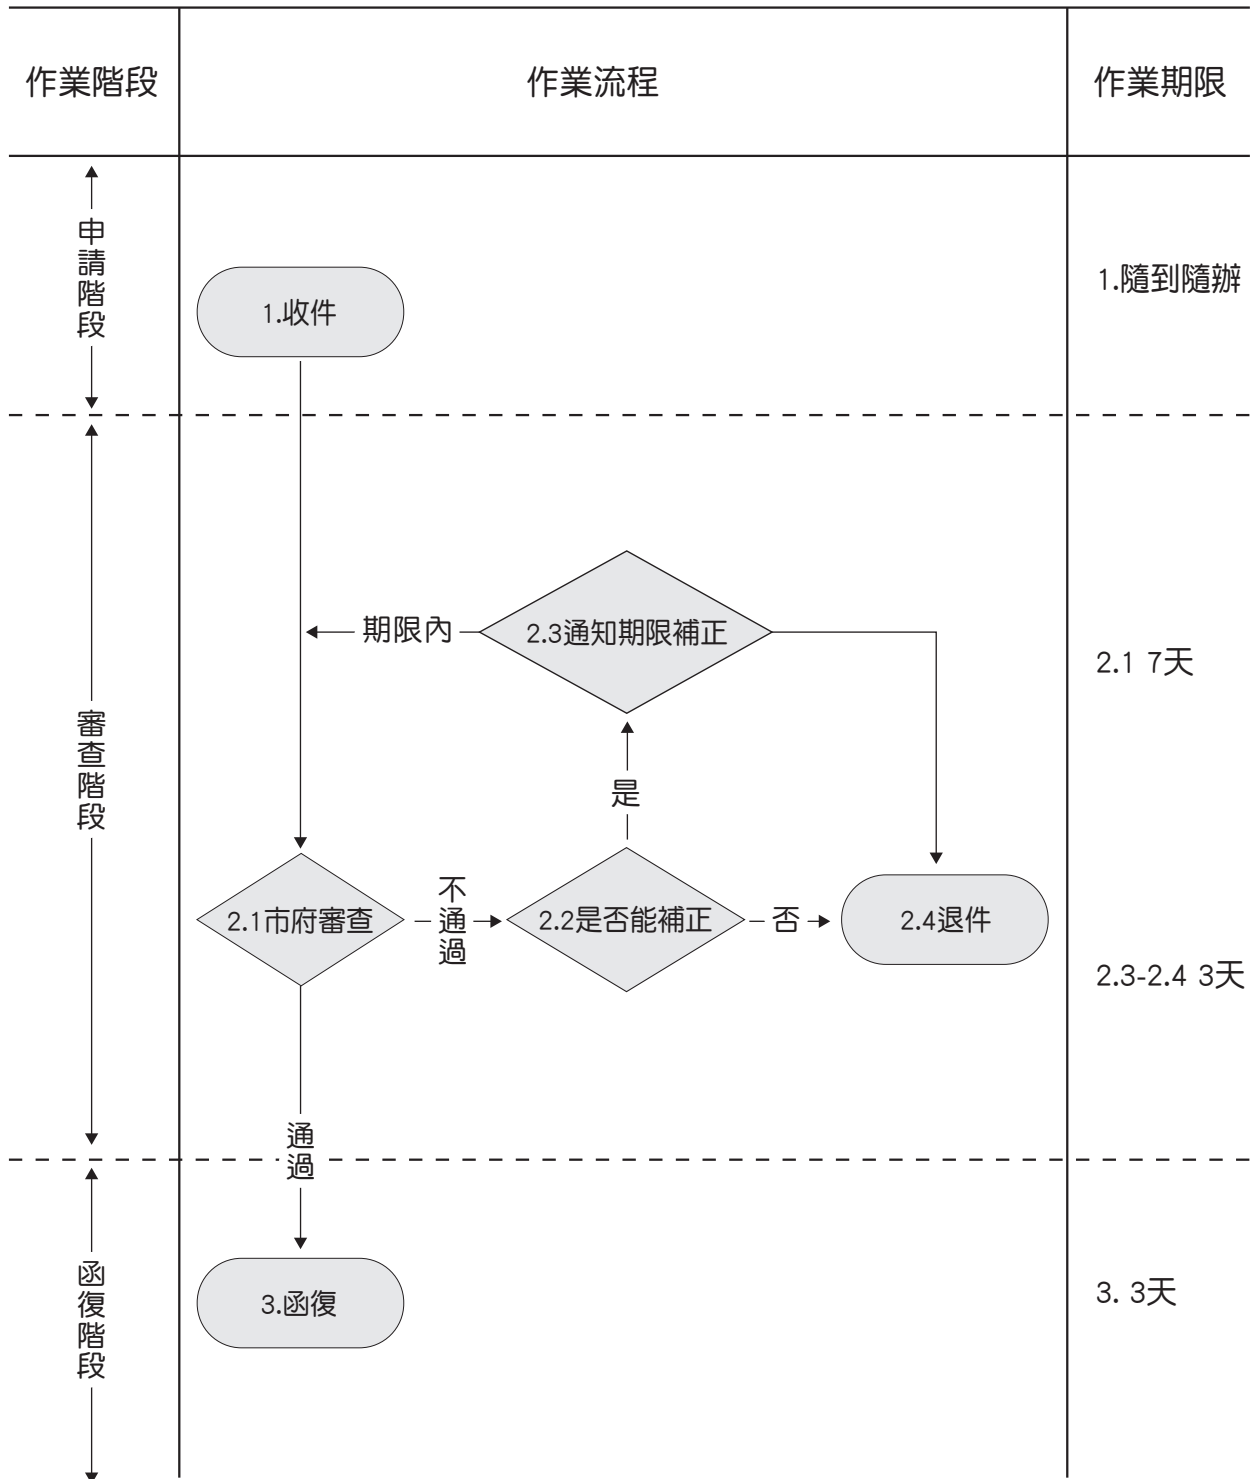 作業階段
作業流程
作業期限
申請階段
1.收件
1.隨到隨辦
審查階段
期限內
2.3通知期限補正
2.1 7天
是
2.1市府審查
不通過
2.2是否能補正
否
2.4退件
2.3-2.4 3天
通過
函復階段
3.函復
3. 3天